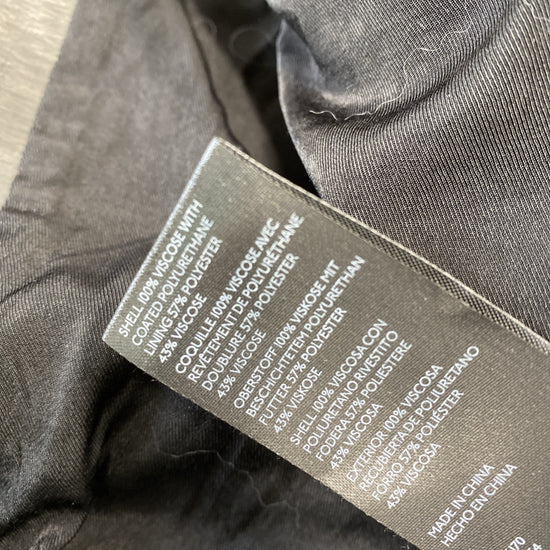 SHELL 100% VISCOSE WITH
COATED POLYURETHANE
LINING 57% POLYESTER
43% VISCOSE
COQUILLE 100% VISCOSE AVEC
REVÊTEMENT DE POLYURÉTHANE
DOUBLURE 57% POLYESTER
43% VISCOSE
OBERSTOFF 100% VISKOSE MIT
BESCHICHTETEM POLYURETHAN
FUTTER 57% POLYESTER
43% VISKOSE
SHELL 100% VISCOSA CON
POLIURETANO RIVESTITO
FODERA 57% POLIESTERE
43% VISCOSA
EXTERIOR 100% VISCOSA
RECUBIERTA DE POLIURETANO
FORRO 57% POLIESTER
43% VISCOSA
MADE IN CHINA
HECHO EN CHINA